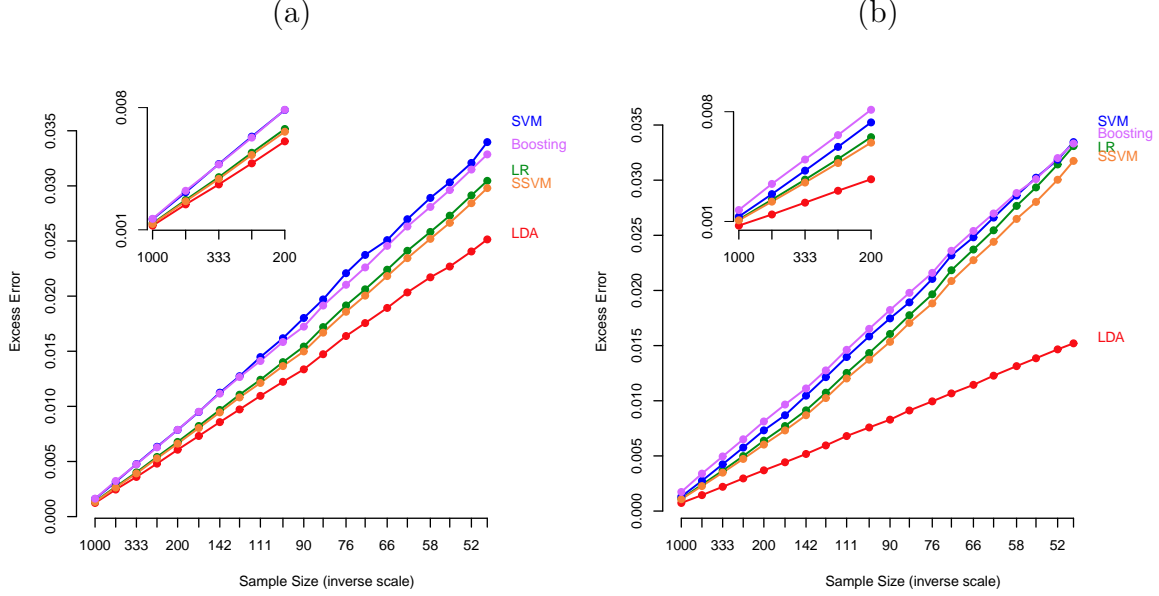 (a)
0.008
0.001
1000
333
200
SVM
Boosting
LR
SSVM
LDA
0.035
0.030
0.025
0.020
0.015
0.010
0.005
0.000
Excess Error
1000
333
200
142
111
90
76
66
58
52
Sample Size (inverse scale)
(b)
0.008
0.001
1000
333
200
SVM
Boosting
LR
SSVM
LDA
0.035
0.030
0.025
0.020
0.015
0.010
0.005
0.000
Excess Error
1000
333
200
142
111
90
76
66
58
52
Sample Size (inverse scale)